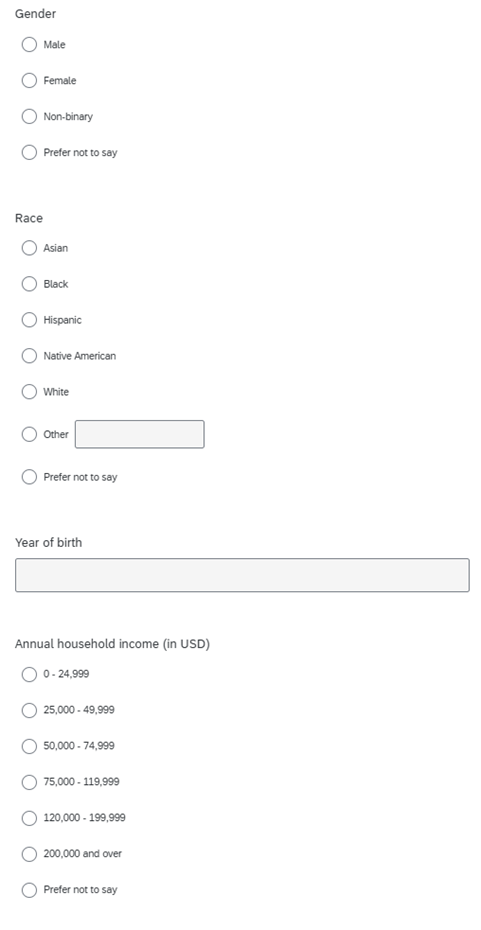 Gender
Male
Female
Non-binary
Prefer not to say
Race
Asian
Black
Hispanic
Native American
White
Other
Prefer not to say
Year of birth
Annual household income (in USD)
0 - 24,999
25,000 - 49,999
50,000 - 74,999
75,000 - 119,999
120,000 - 199,999
200,000 and over
Prefer not to say